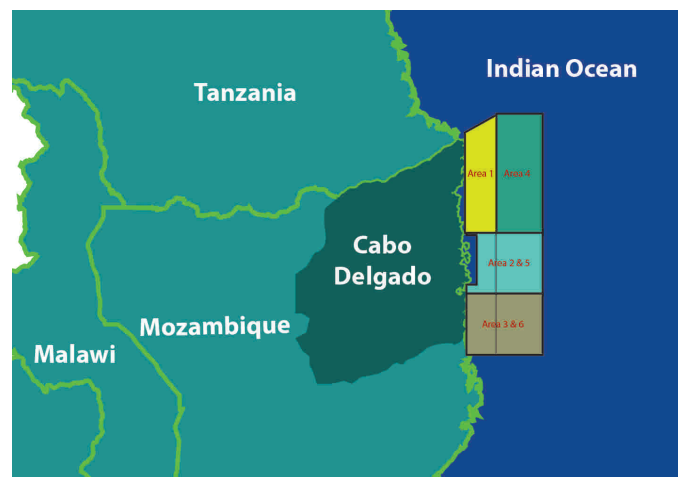 Indian Ocean
Tanzania
Area 1
Area 4
Cabo
Delgado
Area 2 & 5
Mozambique
Area 3 & 6
Malawi